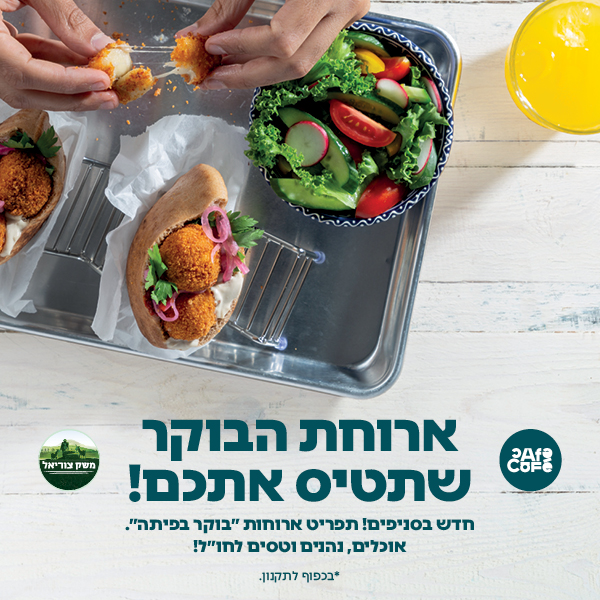 ארוחת הבוקר
שתטיס אתכם!
משק צוריאל
CAFE
CAFE
חדש בסניפים! תפריט ארוחות "בוקר בפיתה".
אוכלים, נהנים וטסים לחו"ל!
*בכפוף לתקנון.